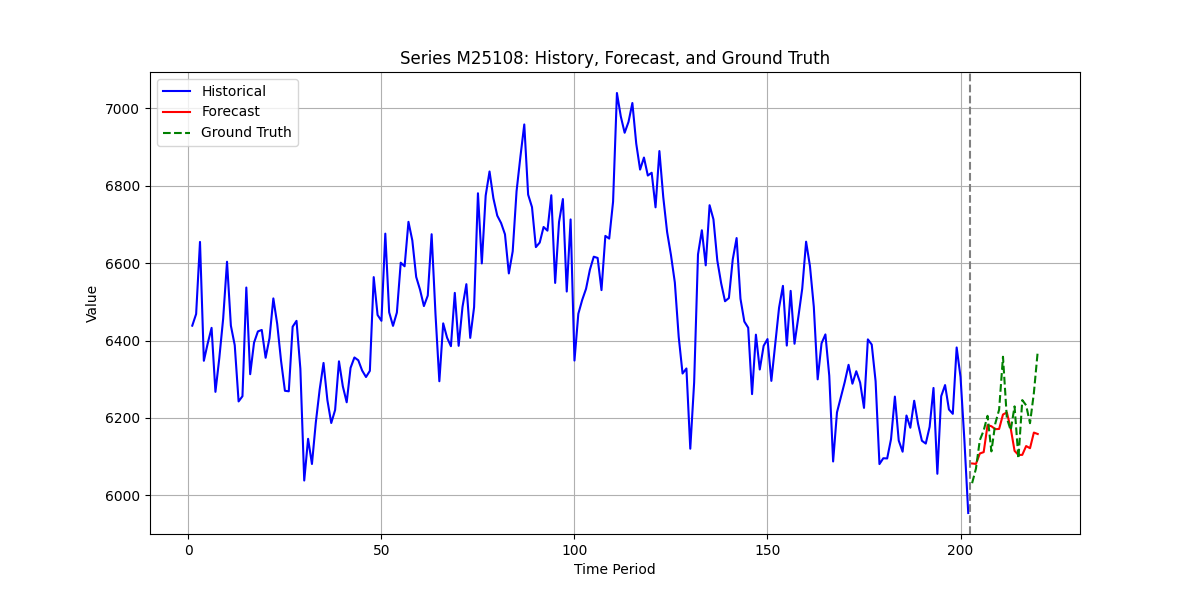 Series M25108: History, Forecast, and Ground Truth
Historical
Forecast
Ground Truth
7000
6800
6600
6400
6200
6000
Value
0 50 100 150 200
Time Period